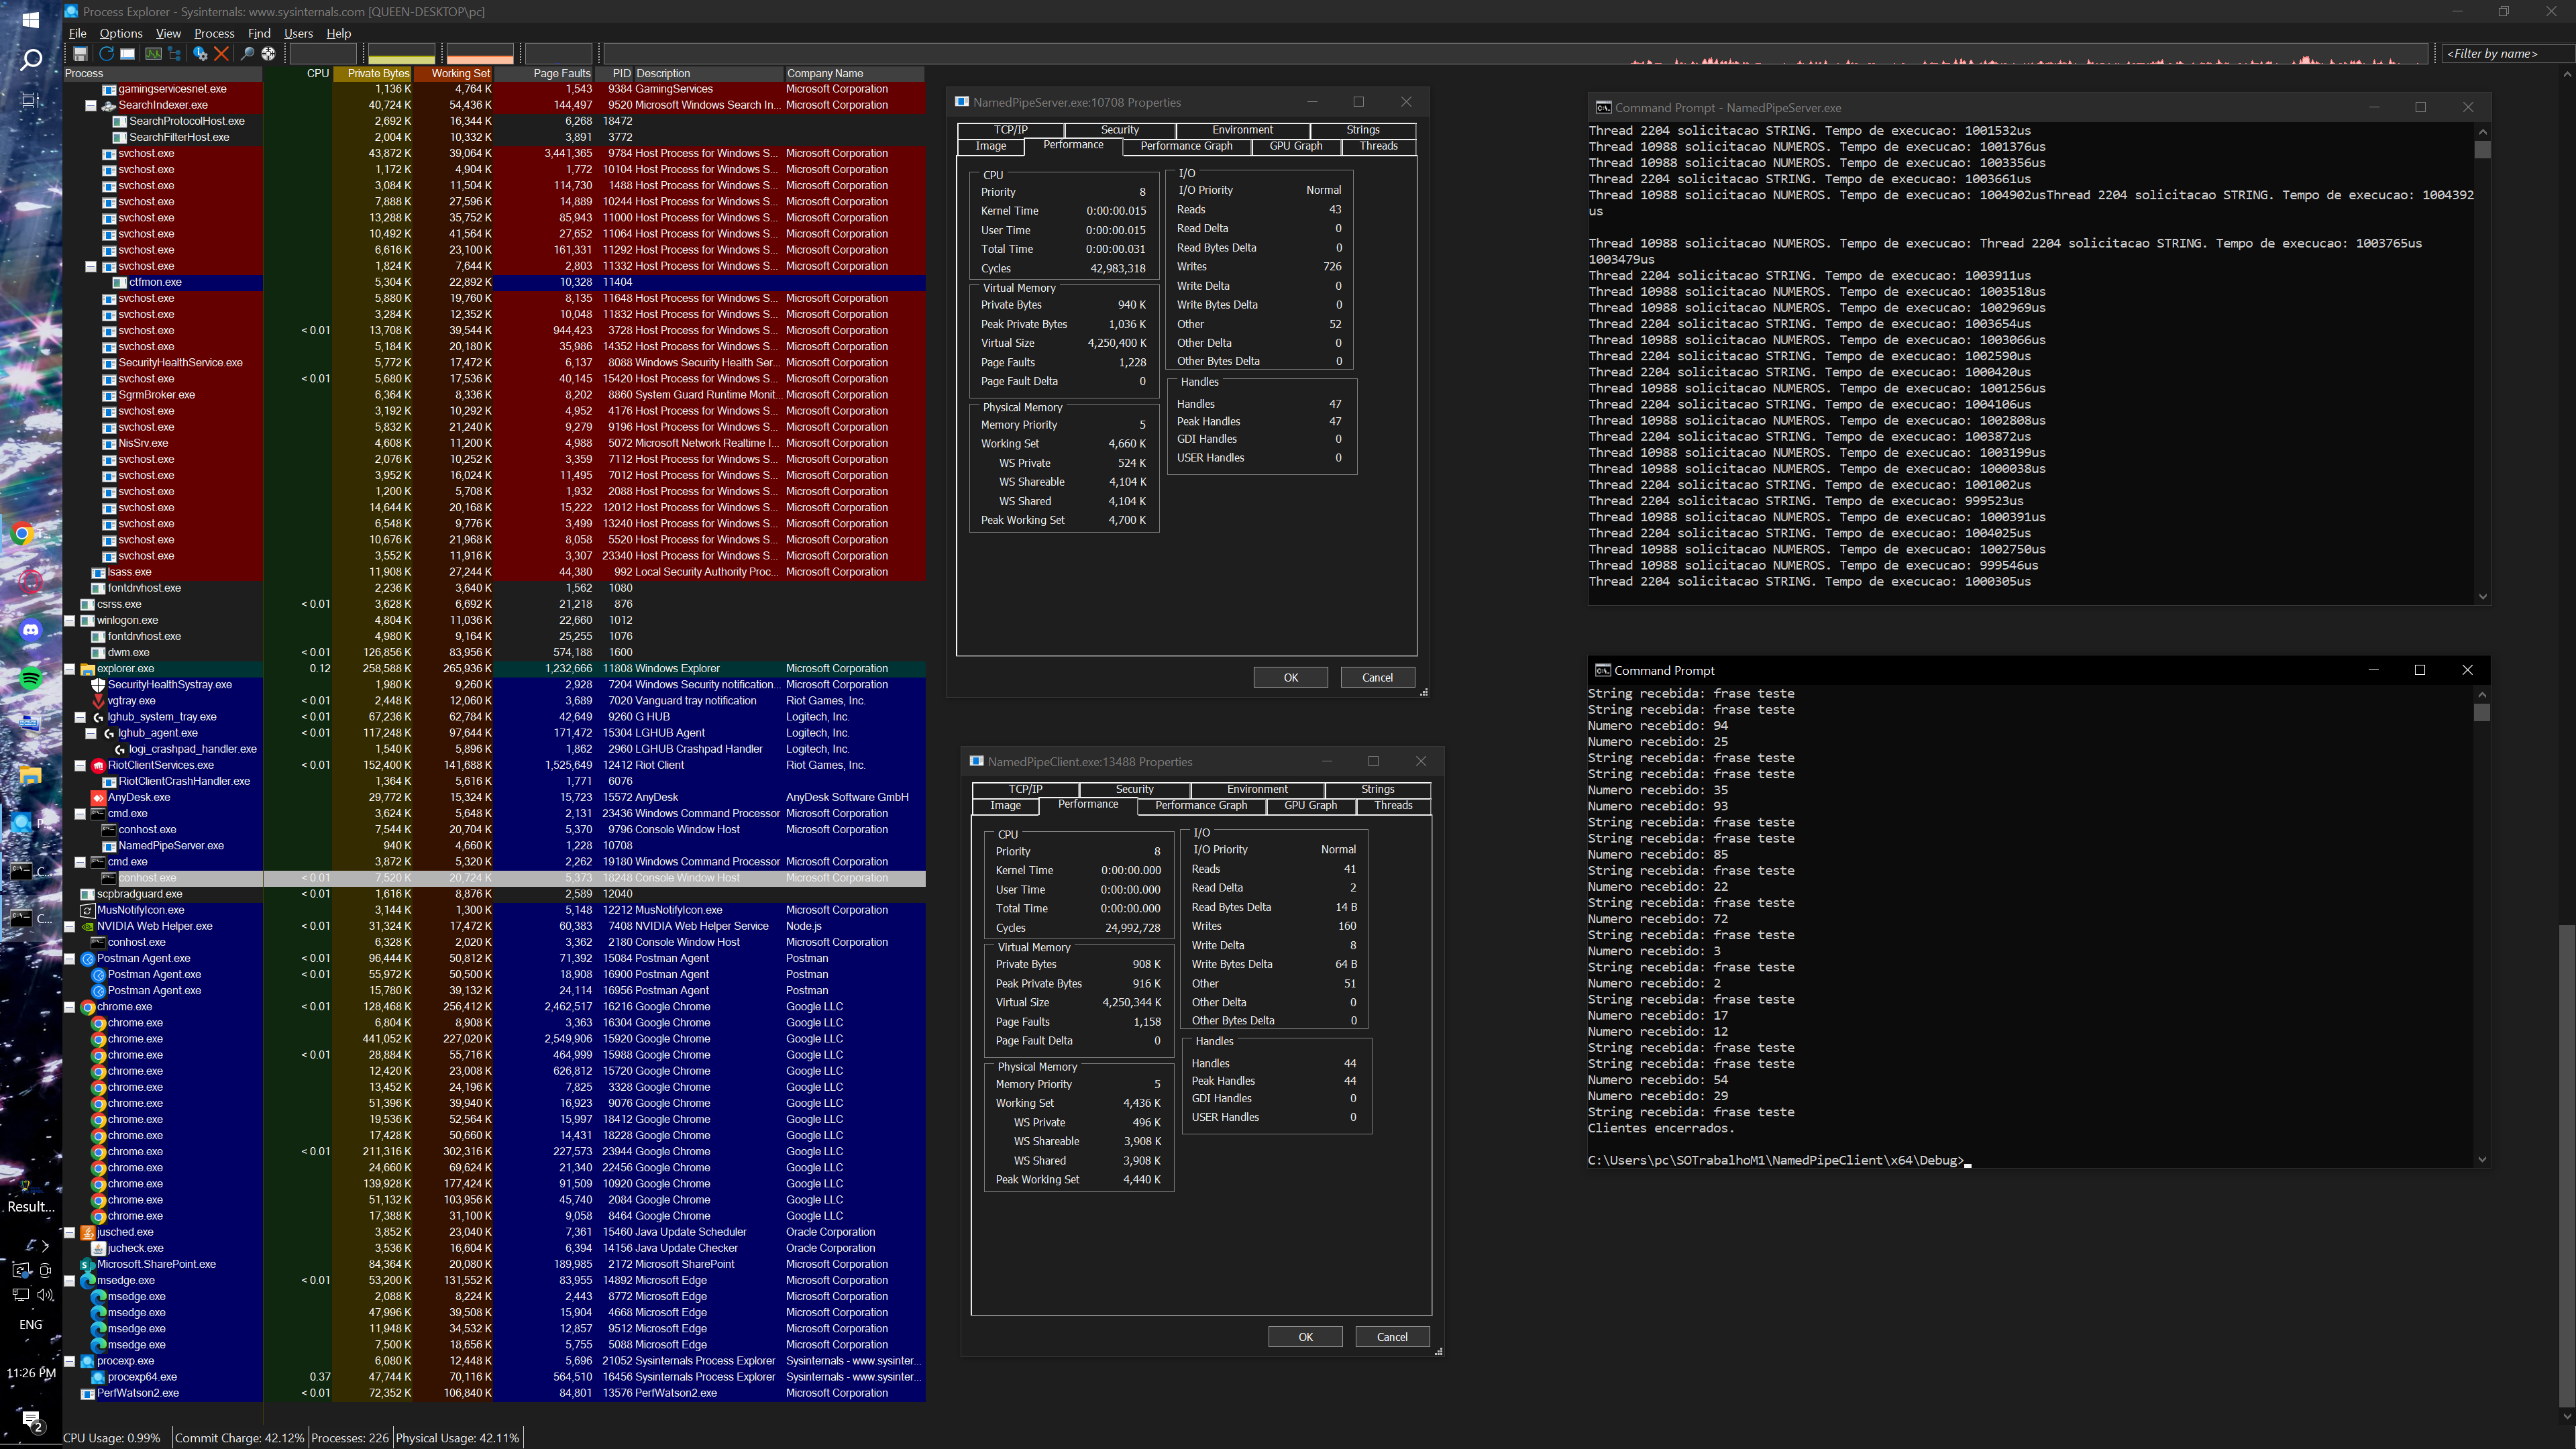 Process Explorer - Sysinternals: www.sysinternals.com [QUEEN-DESKTOP\pc]
File Options View Process Find Users Help
<Filter by name>
Process CPU Private Bytes Working Set Page Faults PID Description Company Name
gamingservicesnet.exe 1,136 K 4,764 K 1,543 9384 GamingServices Microsoft Corporation
SearchIndexer.exe 40,724 K 54,436 K 144,497 9520 Microsoft Windows Search In... Microsoft Corporation
SearchProtocolHost.exe 2,692 K 16,344 K 6,268 18472
SearchFilterHost.exe 2,004 K 10,332 K 3,891 3772
svchost.exe 43,872 K 39,064 K 3,441,365 9784 Host Process for Windows S... Microsoft Corporation
svchost.exe 1,172 K 4,904 K 1,772 10104 Host Process for Windows S... Microsoft Corporation
svchost.exe 3,084 K 11,504 K 114,730 1488 Host Process for Windows S... Microsoft Corporation
svchost.exe 7,888 K 27,596 K 14,889 10244 Host Process for Windows S... Microsoft Corporation
svchost.exe 13,288 K 35,752 K 85,943 11000 Host Process for Windows S... Microsoft Corporation
svchost.exe 10,492 K 41,564 K 27,652 11064 Host Process for Windows S... Microsoft Corporation
svchost.exe 6,616 K 23,100 K 161,331 11292 Host Process for Windows S... Microsoft Corporation
svchost.exe 1,824 K 7,644 K 2,803 11332 Host Process for Windows S... Microsoft Corporation
ctfmon.exe 5,304 K 22,892 K 10,328 11404
svchost.exe 5,880 K 19,760 K 8,135 11648 Host Process for Windows S... Microsoft Corporation
svchost.exe 3,284 K 12,352 K 10,048 11832 Host Process for Windows S... Microsoft Corporation
svchost.exe < 0.01 13,708 K 39,544 K 944,423 3728 Host Process for Windows S... Microsoft Corporation
svchost.exe 5,184 K 20,180 K 35,986 14352 Host Process for Windows S... Microsoft Corporation
SecurityHealthService.exe 5,772 K 17,472 K 6,137 8088 Windows Security Health Ser... Microsoft Corporation
svchost.exe < 0.01 5,680 K 17,536 K 40,145 15420 Host Process for Windows S... Microsoft Corporation
SgrmBroker.exe 6,364 K 8,336 K 8,202 8860 System Guard Runtime Monit... Microsoft Corporation
svchost.exe 3,192 K 10,292 K 4,952 4176 Host Process for Windows S... Microsoft Corporation
svchost.exe 5,832 K 21,240 K 9,279 9196 Host Process for Windows S... Microsoft Corporation
NisSrv.exe 4,608 K 11,200 K 4,988 5072 Microsoft Network Realtime I... Microsoft Corporation
svchost.exe 2,076 K 10,252 K 3,359 7112 Host Process for Windows S... Microsoft Corporation
svchost.exe 3,952 K 16,024 K 11,495 7012 Host Process for Windows S... Microsoft Corporation
svchost.exe 1,200 K 5,708 K 1,932 2088 Host Process for Windows S... Microsoft Corporation
svchost.exe 14,644 K 20,168 K 15,222 12012 Host Process for Windows S... Microsoft Corporation
svchost.exe 6,548 K 9,776 K 3,499 13240 Host Process for Windows S... Microsoft Corporation
svchost.exe 10,676 K 21,968 K 8,058 5520 Host Process for Windows S... Microsoft Corporation
svchost.exe 3,552 K 11,916 K 3,307 23340 Host Process for Windows S... Microsoft Corporation
lsass.exe 11,908 K 27,244 K 44,380 992 Local Security Authority Proc... Microsoft Corporation
fontdrvhost.exe 2,236 K 3,640 K 1,562 1080
csrss.exe < 0.01 3,628 K 6,692 K 21,218 876
winlogon.exe 4,804 K 11,036 K 22,660 1012
fontdrvhost.exe 4,980 K 9,164 K 25,255 1076
dwm.exe < 0.01 126,856 K 83,956 K 574,188 1600
explorer.exe 0.12 258,588 K 265,936 K 1,232,666 11808 Windows Explorer Microsoft Corporation
SecurityHealthSystray.exe 1,980 K 9,260 K 2,928 7204 Windows Security notification... Microsoft Corporation
vgtray.exe < 0.01 2,448 K 12,060 K 3,689 7020 Vanguard tray notification Riot Games, Inc.
lghub_system_tray.exe < 0.01 67,236 K 62,784 K 42,649 9260 G HUB Logitech, Inc.
lghub_agent.exe < 0.01 117,248 K 97,644 K 171,472 15304 LGHUB Agent Logitech, Inc.
logi_crashpad_handler.exe 1,540 K 5,896 K 1,862 2960 LGHUB Crashpad Handler Logitech, Inc.
RiotClientServices.exe < 0.01 152,400 K 141,688 K 1,525,649 12412 Riot Client Riot Games, Inc.
RiotClientCrashHandler.exe 1,364 K 5,616 K 1,771 6076
AnyDesk.exe 29,772 K 15,324 K 15,723 15572 AnyDesk AnyDesk Software GmbH
cmd.exe 3,624 K 5,648 K 2,131 23436 Windows Command Processor Microsoft Corporation
conhost.exe 7,544 K 20,704 K 5,370 9796 Console Window Host Microsoft Corporation
NamedPipeServer.exe 940 K 4,660 K 1,228 10708
cmd.exe 3,872 K 5,320 K 2,262 19180 Windows Command Processor Microsoft Corporation
conhost.exe < 0.01 7,520 K 20,724 K 5,373 18248 Console Window Host Microsoft Corporation
scpbradguard.exe < 0.01 1,616 K 8,876 K 2,589 12040
MusNotifyIcon.exe 3,144 K 1,300 K 5,148 12212 MusNotifyIcon.exe Microsoft Corporation
NVIDIA Web Helper.exe < 0.01 31,324 K 17,472 K 60,383 7408 NVIDIA Web Helper Service Node.js
conhost.exe 6,328 K 2,020 K 3,362 2180 Console Window Host Microsoft Corporation
Postman Agent.exe < 0.01 96,444 K 50,812 K 71,392 15084 Postman Agent Postman
Postman Agent.exe < 0.01 55,972 K 50,500 K 18,908 16900 Postman Agent Postman
Postman Agent.exe 15,780 K 39,132 K 24,114 16956 Postman Agent Postman
chrome.exe < 0.01 128,468 K 256,412 K 2,462,517 16216 Google Chrome Google LLC
chrome.exe 6,804 K 8,908 K 3,363 16304 Google Chrome Google LLC
chrome.exe 441,052 K 227,020 K 2,549,906 15920 Google Chrome Google LLC
chrome.exe < 0.01 28,884 K 55,716 K 464,999 15988 Google Chrome Google LLC
chrome.exe 12,420 K 23,008 K 626,812 15720 Google Chrome Google LLC
chrome.exe 13,452 K 24,196 K 7,825 3328 Google Chrome Google LLC
chrome.exe 51,396 K 39,940 K 16,923 9076 Google Chrome Google LLC
chrome.exe 19,536 K 52,564 K 15,997 18412 Google Chrome Google LLC
chrome.exe 17,428 K 50,660 K 14,431 18228 Google Chrome Google LLC
chrome.exe < 0.01 211,316 K 302,316 K 227,573 23944 Google Chrome Google LLC
chrome.exe 24,660 K 69,624 K 21,340 22456 Google Chrome Google LLC
chrome.exe 139,928 K 177,424 K 91,509 10920 Google Chrome Google LLC
chrome.exe 51,132 K 103,956 K 45,740 2084 Google Chrome Google LLC
chrome.exe 17,388 K 31,100 K 9,058 8464 Google Chrome Google LLC
jusched.exe 3,852 K 23,040 K 7,361 15460 Java Update Scheduler Oracle Corporation
jucheck.exe 3,536 K 16,604 K 6,394 14156 Java Update Checker Oracle Corporation
Microsoft.SharePoint.exe 84,364 K 20,080 K 189,985 2172 Microsoft SharePoint Microsoft Corporation
msedge.exe < 0.01 53,200 K 131,552 K 83,955 14892 Microsoft Edge Microsoft Corporation
msedge.exe 2,088 K 8,224 K 2,443 8772 Microsoft Edge Microsoft Corporation
msedge.exe 47,996 K 39,508 K 15,904 4668 Microsoft Edge Microsoft Corporation
msedge.exe 11,948 K 34,532 K 12,857 9512 Microsoft Edge Microsoft Corporation
msedge.exe 7,500 K 18,656 K 5,755 5088 Microsoft Edge Microsoft Corporation
procexp.exe 6,080 K 12,448 K 5,696 21052 Sysinternals Process Explorer Sysinternals - www.sysinter...
procexp64.exe 0.37 47,744 K 70,116 K 564,510 16456 Sysinternals Process Explorer Sysinternals - www.sysinter...
PerfWatson2.exe < 0.01 72,352 K 106,840 K 84,801 13576 PerfWatson2.exe Microsoft Corporation
CPU Usage: 0.99% Commit Charge: 42.12% Processes: 226 Physical Usage: 42.11%
C...
C...
Result...
ENG
11:26 PM
2
NamedPipeServer.exe:10708 Properties
TCP/IP Security Environment Strings
Image Performance Performance Graph GPU Graph Threads
CPU
Priority 8
Kernel Time 0:00:00.015
User Time 0:00:00.015
Total Time 0:00:00.031
Cycles 42,983,318
Virtual Memory
Private Bytes 940 K
Peak Private Bytes 1,036 K
Virtual Size 4,250,400 K
Page Faults 1,228
Page Fault Delta 0
Physical Memory
Memory Priority 5
Working Set 4,660 K
WS Private 524 K
WS Shareable 4,104 K
WS Shared 4,104 K
Peak Working Set 4,700 K
I/O
I/O Priority Normal
Reads 43
Read Delta 0
Read Bytes Delta 0
Writes 726
Write Delta 0
Write Bytes Delta 0
Other 52
Other Delta 0
Other Bytes Delta 0
Handles
Handles 47
Peak Handles 47
GDI Handles 0
USER Handles 0
OK Cancel
NamedPipeClient.exe:13488 Properties
TCP/IP Security Environment Strings
Image Performance Performance Graph GPU Graph Threads
CPU
Priority 8
Kernel Time 0:00:00.000
User Time 0:00:00.000
Total Time 0:00:00.000
Cycles 24,992,728
Virtual Memory
Private Bytes 908 K
Peak Private Bytes 916 K
Virtual Size 4,250,344 K
Page Faults 1,158
Page Fault Delta 0
Physical Memory
Memory Priority 5
Working Set 4,436 K
WS Private 496 K
WS Shareable 3,908 K
WS Shared 3,908 K
Peak Working Set 4,440 K
I/O
I/O Priority Normal
Reads 41
Read Delta 2
Read Bytes Delta 14 B
Writes 160
Write Delta 8
Write Bytes Delta 64 B
Other 51
Other Delta 0
Other Bytes Delta 0
Handles
Handles 44
Peak Handles 44
GDI Handles 0
USER Handles 0
OK Cancel
Command Prompt - NamedPipeServer.exe
Thread 2204 solicitacao STRING. Tempo de execucao: 1001532us
Thread 10988 solicitacao NUMEROS. Tempo de execucao: 1001376us
Thread 10988 solicitacao NUMEROS. Tempo de execucao: 1003356us
Thread 2204 solicitacao STRING. Tempo de execucao: 1003661us
Thread 10988 solicitacao NUMEROS. Tempo de execucao: 1004902usThread 2204 solicitacao STRING. Tempo de execucao: 1004392
us
Thread 10988 solicitacao NUMEROS. Tempo de execucao: Thread 2204 solicitacao STRING. Tempo de execucao: 1003765us
1003479us
Thread 2204 solicitacao STRING. Tempo de execucao: 1003911us
Thread 10988 solicitacao NUMEROS. Tempo de execucao: 1003518us
Thread 10988 solicitacao NUMEROS. Tempo de execucao: 1002969us
Thread 2204 solicitacao STRING. Tempo de execucao: 1003654us
Thread 10988 solicitacao NUMEROS. Tempo de execucao: 1003066us
Thread 2204 solicitacao STRING. Tempo de execucao: 1002590us
Thread 2204 solicitacao STRING. Tempo de execucao: 1000420us
Thread 10988 solicitacao NUMEROS. Tempo de execucao: 1001256us
Thread 2204 solicitacao STRING. Tempo de execucao: 1004106us
Thread 10988 solicitacao NUMEROS. Tempo de execucao: 1002808us
Thread 2204 solicitacao STRING. Tempo de execucao: 1003872us
Thread 10988 solicitacao NUMEROS. Tempo de execucao: 1003199us
Thread 10988 solicitacao NUMEROS. Tempo de execucao: 1000038us
Thread 2204 solicitacao STRING. Tempo de execucao: 1001002us
Thread 2204 solicitacao STRING. Tempo de execucao: 999523us
Thread 10988 solicitacao NUMEROS. Tempo de execucao: 1000391us
Thread 2204 solicitacao STRING. Tempo de execucao: 1004025us
Thread 10988 solicitacao NUMEROS. Tempo de execucao: 1002750us
Thread 10988 solicitacao NUMEROS. Tempo de execucao: 999546us
Thread 2204 solicitacao STRING. Tempo de execucao: 1000305us
Command Prompt
String recebida: frase teste
String recebida: frase teste
Numero recebido: 94
Numero recebido: 25
String recebida: frase teste
String recebida: frase teste
Numero recebido: 35
Numero recebido: 93
String recebida: frase teste
String recebida: frase teste
Numero recebido: 85
String recebida: frase teste
Numero recebido: 22
String recebida: frase teste
Numero recebido: 72
String recebida: frase teste
Numero recebido: 3
String recebida: frase teste
Numero recebido: 2
String recebida: frase teste
Numero recebido: 17
Numero recebido: 12
String recebida: frase teste
String recebida: frase teste
Numero recebido: 54
Numero recebido: 29
String recebida: frase teste
Clientes encerrados.
C:\Users\pc\SOTrabalhoM1\NamedPipeClient\x64\Debug>